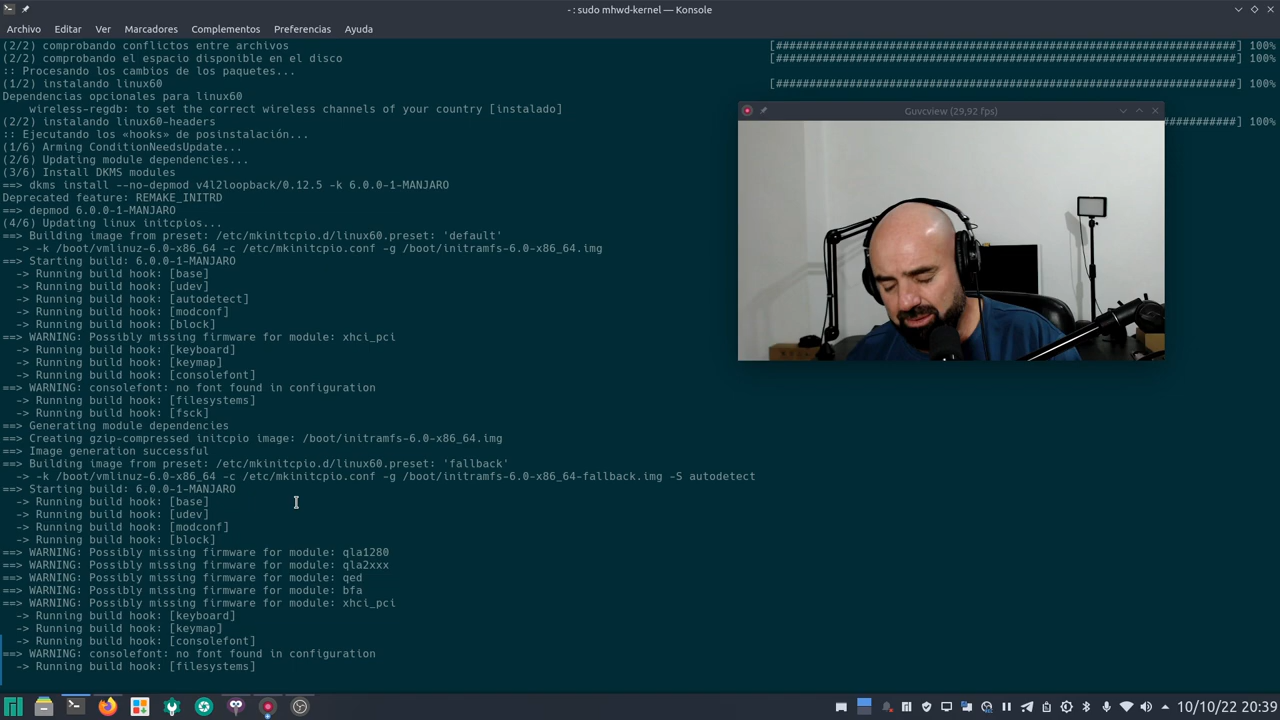 - : sudo mhwd-kernel — Konsole
Archivo Editar Ver Marcadores Complementos Preferencias Ayuda
(2/2) comprobando conflictos entre archivos [#####################################################################] 100%
(2/2) comprobando el espacio disponible en el disco [#####################################################################] 100%
:: Procesando los cambios de los paquetes...
(1/2) instalando linux60 [#####################################################################] 100%
Dependencias opcionales para linux60
wireless-regdb: to set the correct wireless channels of your country [instalado]
(2/2) instalando linux60-headers ###########] 100%
:: Ejecutando los «hooks» de posinstalación...
(1/6) Arming ConditionNeedsUpdate...
(2/6) Updating module dependencies...
(3/6) Install DKMS modules
==> dkms install --no-depmod v4l2loopback/0.12.5 -k 6.0.0-1-MANJARO
Deprecated feature: REMAKE_INITRD
==> depmod 6.0.0-1-MANJARO
(4/6) Updating linux initcpios...
==> Building image from preset: /etc/mkinitcpio.d/linux60.preset: 'default'
-> -k /boot/vmlinuz-6.0-x86_64 -c /etc/mkinitcpio.conf -g /boot/initramfs-6.0-x86_64.img
==> Starting build: 6.0.0-1-MANJARO
-> Running build hook: [base]
-> Running build hook: [udev]
-> Running build hook: [autodetect]
-> Running build hook: [modconf]
-> Running build hook: [block]
==> WARNING: Possibly missing firmware for module: xhci_pci
-> Running build hook: [keyboard]
-> Running build hook: [keymap]
-> Running build hook: [consolefont]
==> WARNING: consolefont: no font found in configuration
-> Running build hook: [filesystems]
-> Running build hook: [fsck]
==> Generating module dependencies
==> Creating gzip-compressed initcpio image: /boot/initramfs-6.0-x86_64.img
==> Image generation successful
==> Building image from preset: /etc/mkinitcpio.d/linux60.preset: 'fallback'
-> -k /boot/vmlinuz-6.0-x86_64 -c /etc/mkinitcpio.conf -g /boot/initramfs-6.0-x86_64-fallback.img -S autodetect
==> Starting build: 6.0.0-1-MANJARO
-> Running build hook: [base]
-> Running build hook: [udev]
-> Running build hook: [modconf]
-> Running build hook: [block]
==> WARNING: Possibly missing firmware for module: qla1280
==> WARNING: Possibly missing firmware for module: qla2xxx
==> WARNING: Possibly missing firmware for module: qed
==> WARNING: Possibly missing firmware for module: bfa
==> WARNING: Possibly missing firmware for module: xhci_pci
-> Running build hook: [keyboard]
-> Running build hook: [keymap]
-> Running build hook: [consolefont]
==> WARNING: consolefont: no font found in configuration
-> Running build hook: [filesystems]
Guvcview (29,92 fps)
10/10/22 20:39